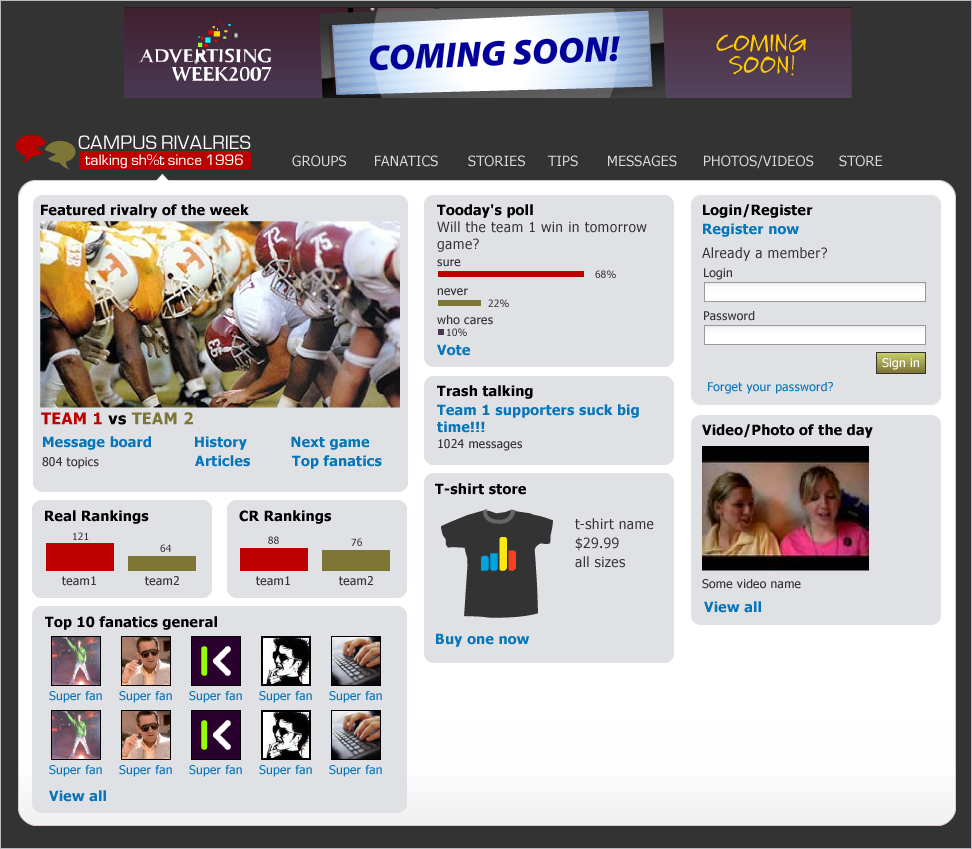 ADVERTISING
WEEK2007
COMING SOON!
COMING
SOON!
CAMPUS RIVALRIES
talking sh%t since 1996
GROUPS FANATICS STORIES TIPS MESSAGES PHOTOS/VIDEOS STORE
Featured rivalry of the week
T
T
T
72
75
93
TEAM 1 vs TEAM 2
Message board History Next game
804 topics Articles Top fanatics
Real Rankings
121
64
team1 team2
CR Rankings
88
76
team1 team2
Top 10 fanatics general
Super fan Super fan Super fan Super fan Super fan
Super fan Super fan Super fan Super fan Super fan
View all
Tooday's poll
Will the team 1 win in tomorrow
game?
sure
68%
never
22%
who cares
10%
Vote
Trash talking
Team 1 supporters suck big
time!!!
1024 messages
T-shirt store
t-shirt name
$29.99
all sizes
Buy one now
Login/Register
Register now
Already a member?
Login
Password
Sign in
Forget your password?
Video/Photo of the day
Some video name
View all